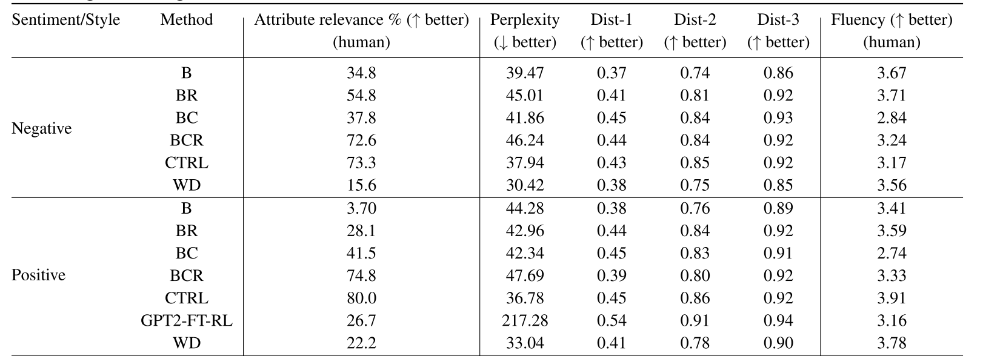 Sentiment/Style Method Attribute relevance % (↑ better) Perplexity Dist-1 Dist-2 Dist-3 Fluency (↑ better)
(human) (↓ better) (↑ better) (↑ better) (↑ better) (human)
B 34.8 39.47 0.37 0.74 0.86 3.67
BR 54.8 45.01 0.41 0.81 0.92 3.71
BC 37.8 41.86 0.45 0.84 0.93 2.84
Negative
BCR 72.6 46.24 0.44 0.84 0.92 3.24
CTRL 73.3 37.94 0.43 0.85 0.92 3.17
WD 15.6 30.42 0.38 0.75 0.85 3.56
B 3.70 44.28 0.38 0.76 0.89 3.41
BR 28.1 42.96 0.44 0.84 0.92 3.59
BC 41.5 42.34 0.45 0.83 0.91 2.74
Positive BCR 74.8 47.69 0.39 0.80 0.92 3.33
CTRL 80.0 36.78 0.45 0.86 0.92 3.91
GPT2-FT-RL 26.7 217.28 0.54 0.91 0.94 3.16
WD 22.2 33.04 0.41 0.78 0.90 3.78